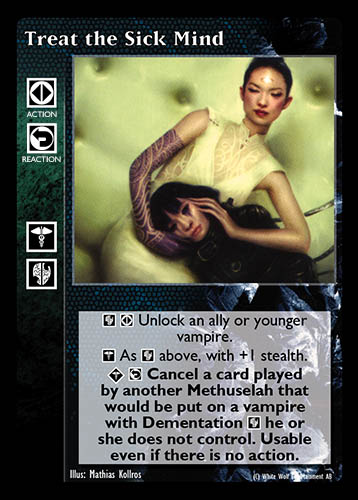 Treat the Sick Mind
ACTION
REACTION
Unlock an ally or younger
vampire.
As above, with +1 stealth.
Cancel a card played
by another Methuselah that
would be put on a vampire
with Dementation he or
she does not control. Usable
even if there is no action.
Illus: Mathias Kollros
(C) White Wolf Entertainment AB